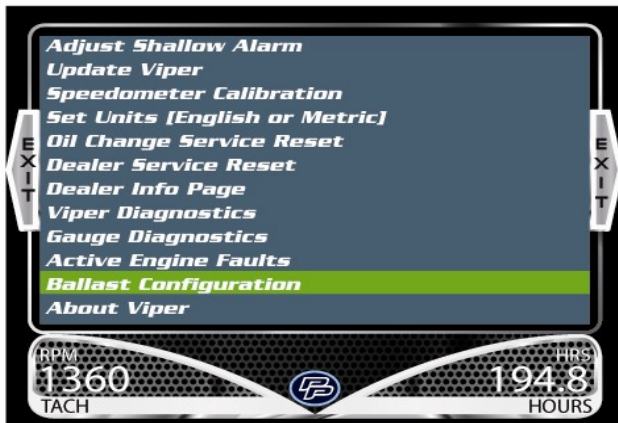 Adjust Shallow Alarm
Update Viper
Speedometer Calibration
Set Units [English or Metric]
Oil Change Service Reset
Dealer Service Reset
Dealer Info Page
Viper Diagnostics
Gauge Diagnostics
Active Engine Faults
Ballast Configuration
About Viper
EXIT
EXIT
RPM
1360
TACH
HRS
194.8
HOURS